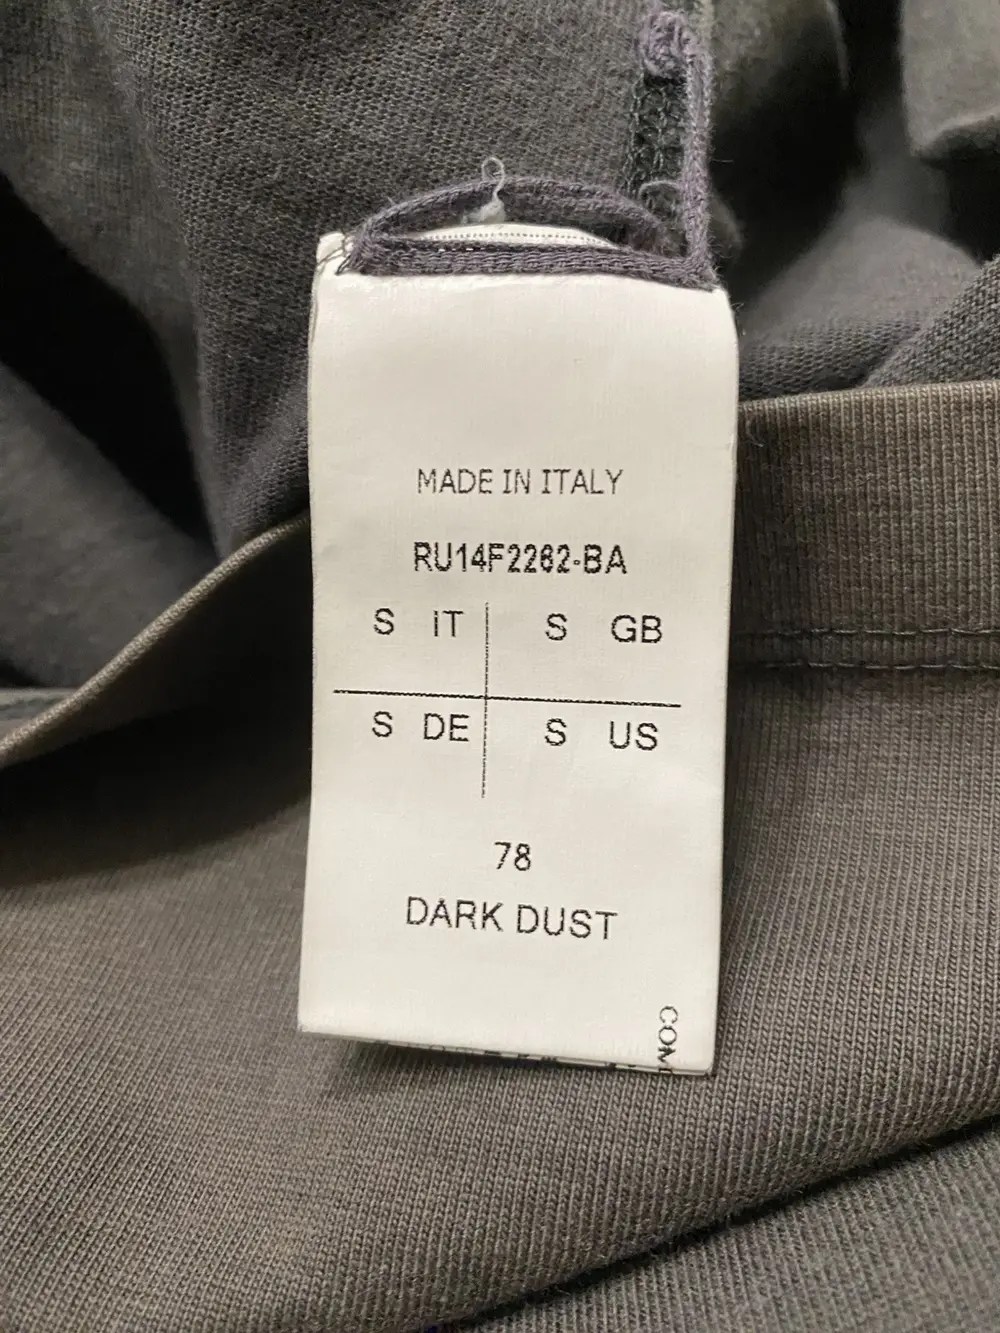 MADE IN ITALY
RU14F2262-BA
S IT S GB
S DE S US
78
DARK DUST